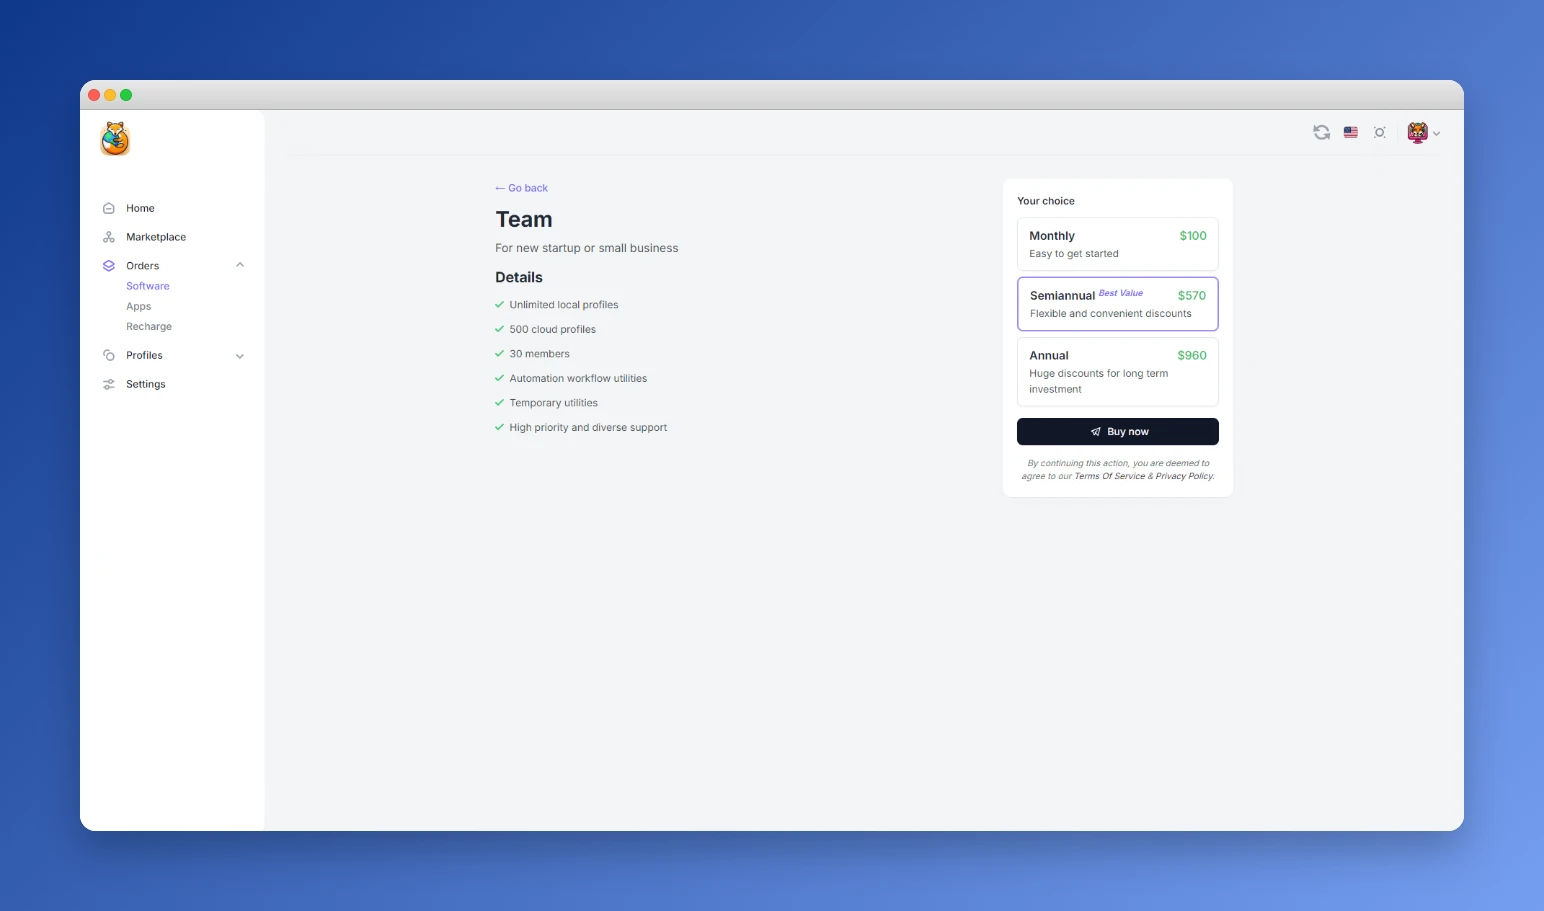 Home
Marketplace
Orders
Software
Apps
Recharge
Profiles
Settings
← Go back
Team
For new startup or small business
Details
Unlimited local profiles
500 cloud profiles
30 members
Automation workflow utilities
Temporary utilities
High priority and diverse support
Your choice
Monthly $100
Easy to get started
Semiannual Best Value $570
Flexible and convenient discounts
Annual $960
Huge discounts for long term
investment
Buy now
By continuing this action, you are deemed to
agree to our Terms Of Service & Privacy Policy.